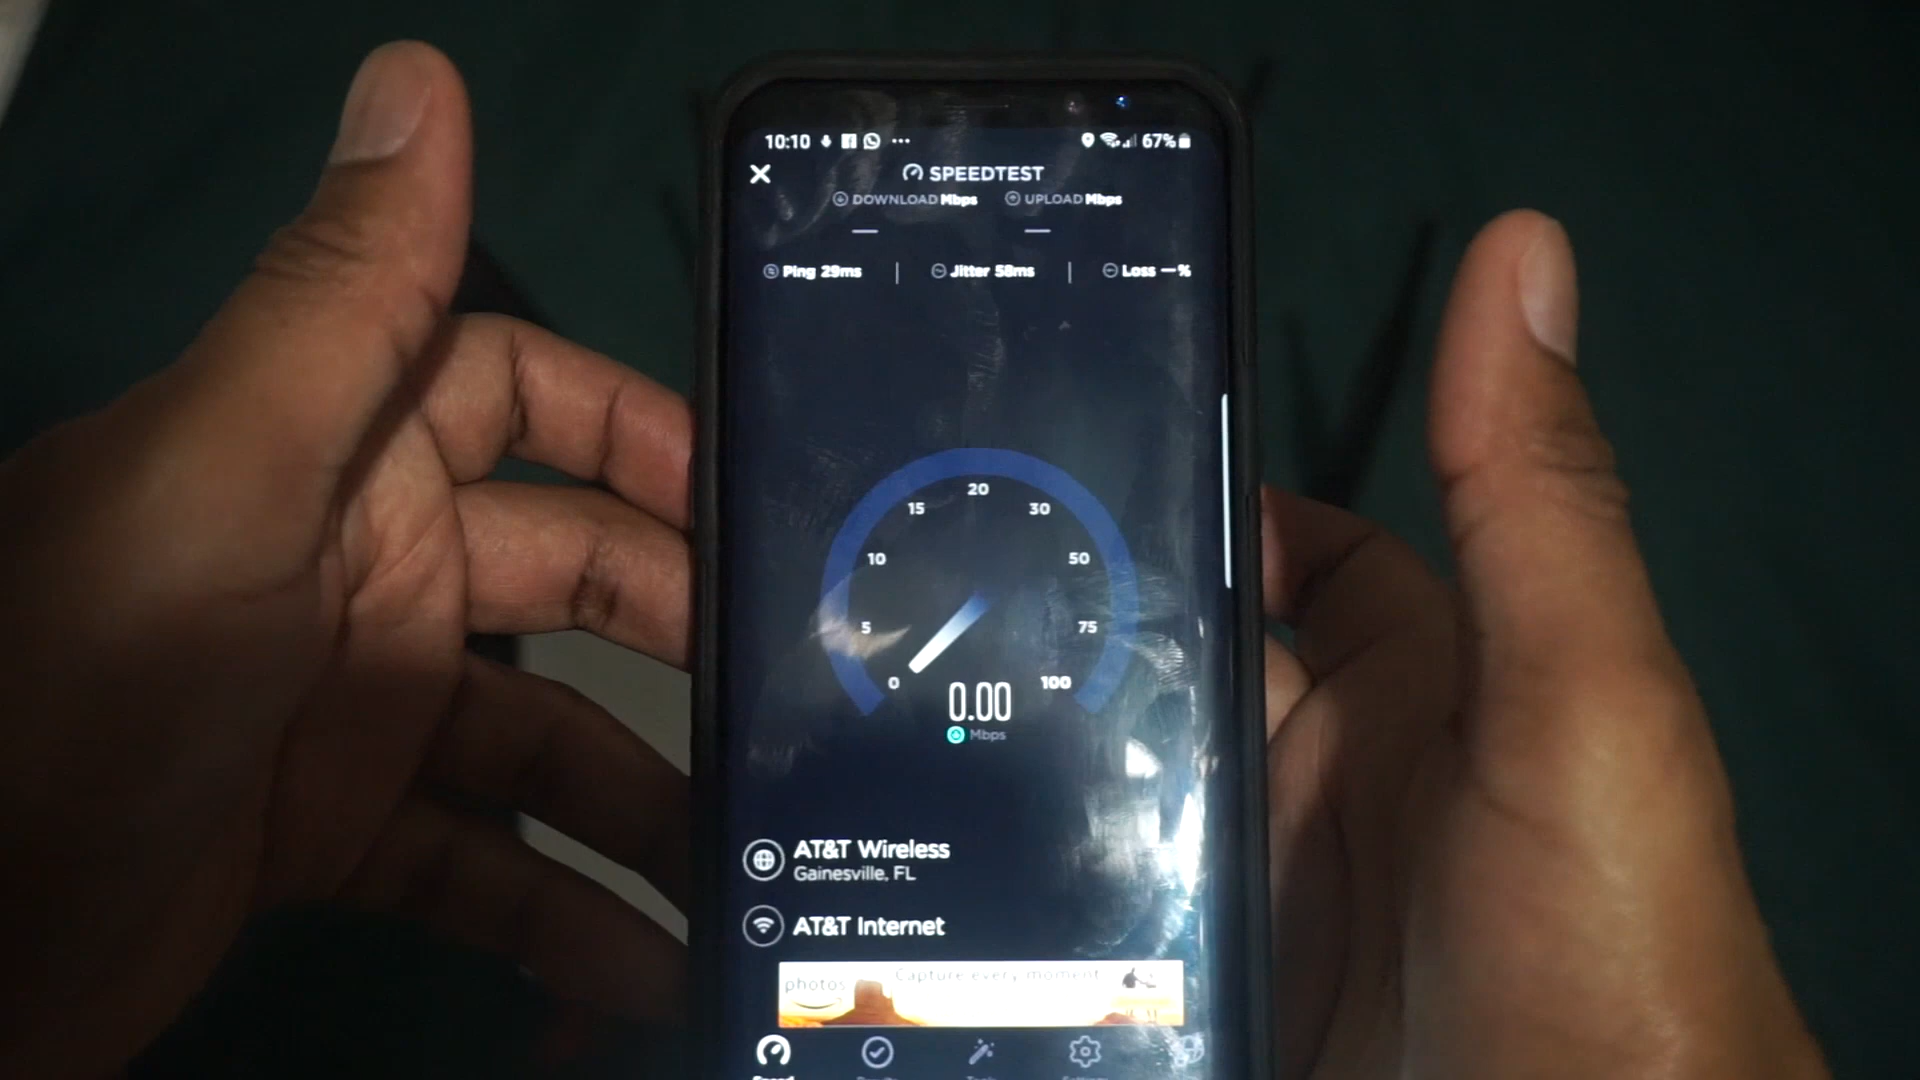 10:10 67%
SPEEDTEST
DOWNLOAD Mbps UPLOAD Mbps
Ping 29ms | Jitter 58ms | Loss — %
20
15 30
10 50
5 75
0 100
0.00
Mbps
AT&T Wireless
Gainesville, FL
AT&T Internet
photos Capture every moment
Speed